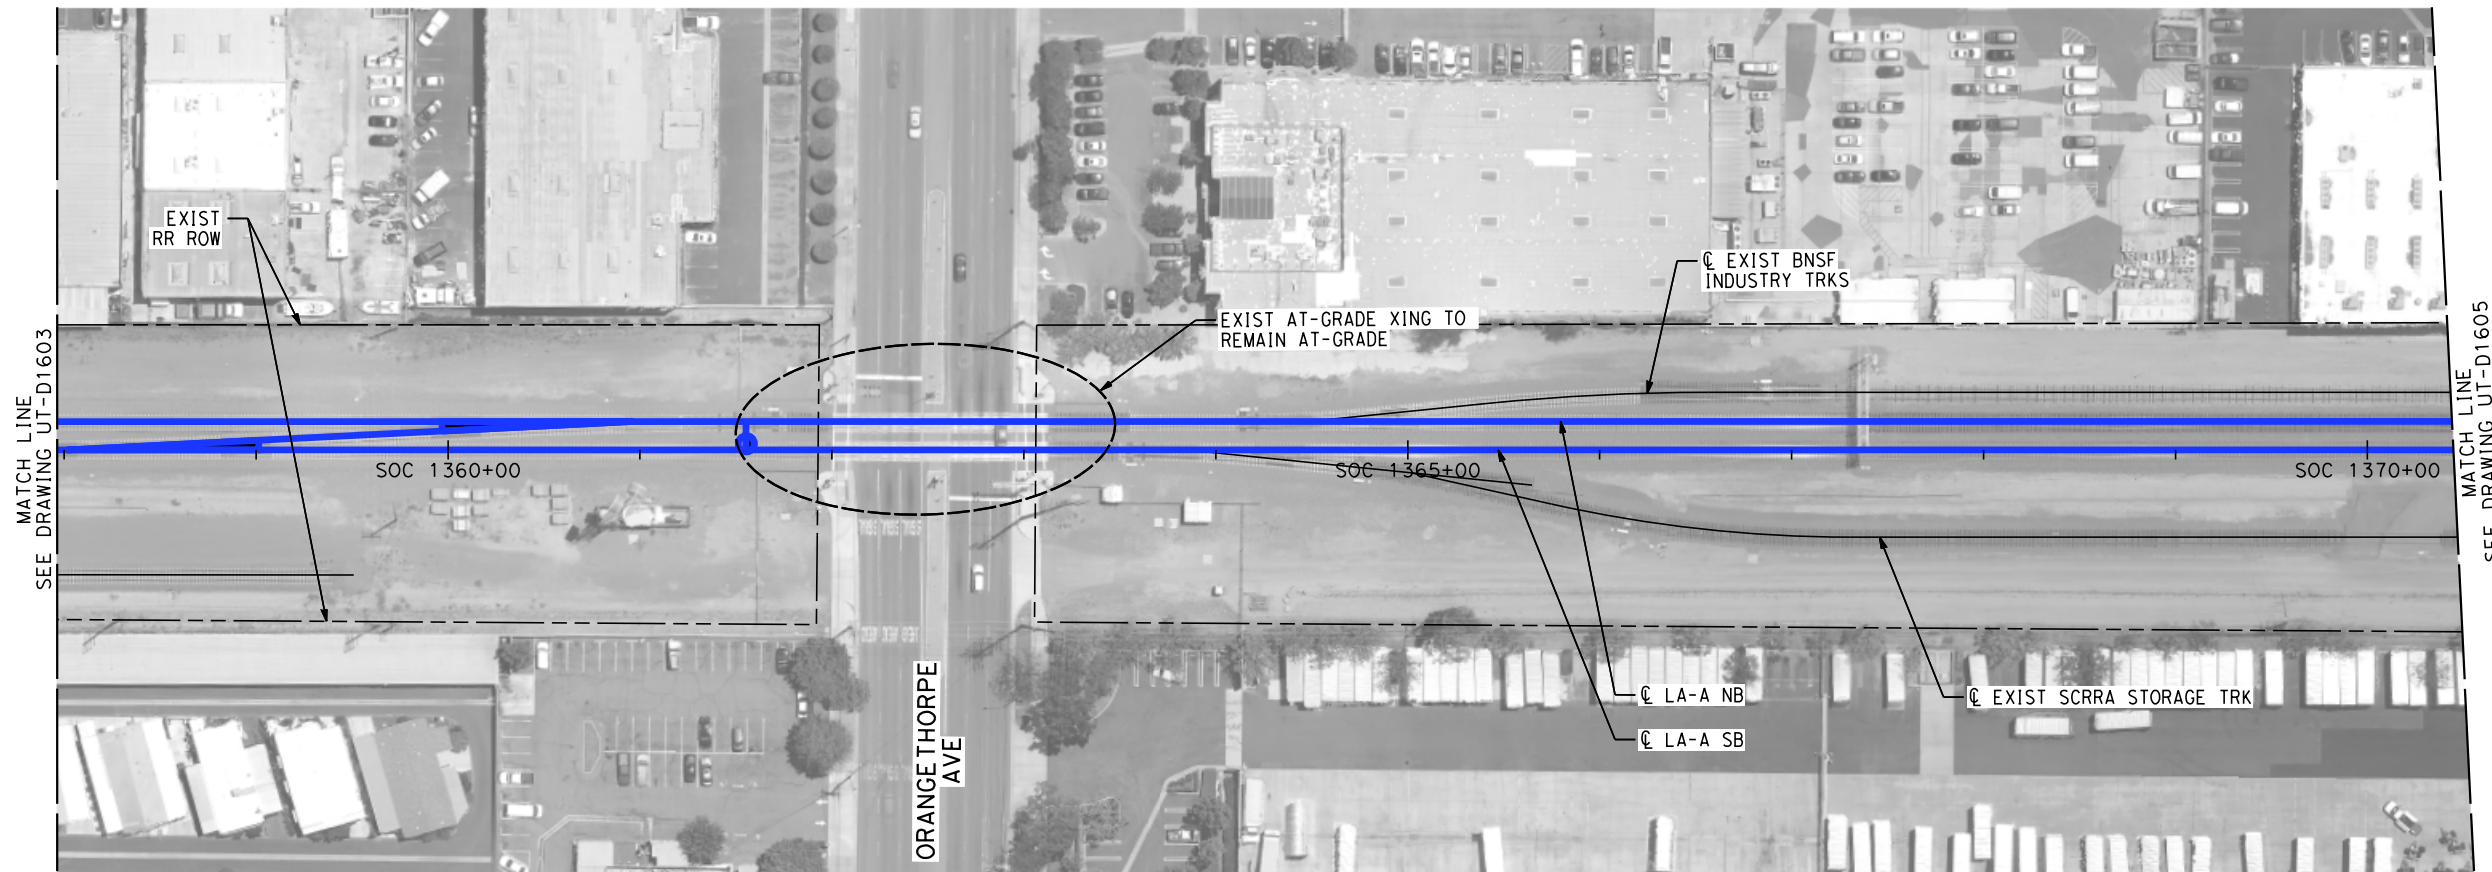 EXIST
RR ROW
℄ EXIST BNSF
INDUSTRY TRKS
EXIST AT-GRADE XING TO
REMAIN AT-GRADE
MATCH LINE
SEE DRAWING UT-D1603
MATCH LINE
SEE DRAWING UT-D1605
SOC 1360+00
SOC 1365+00
SOC 1370+00
ORANGETHORPE
AVE
℄ LA-A NB
℄ LA-A SB
℄ EXIST SCRRA STORAGE TRK